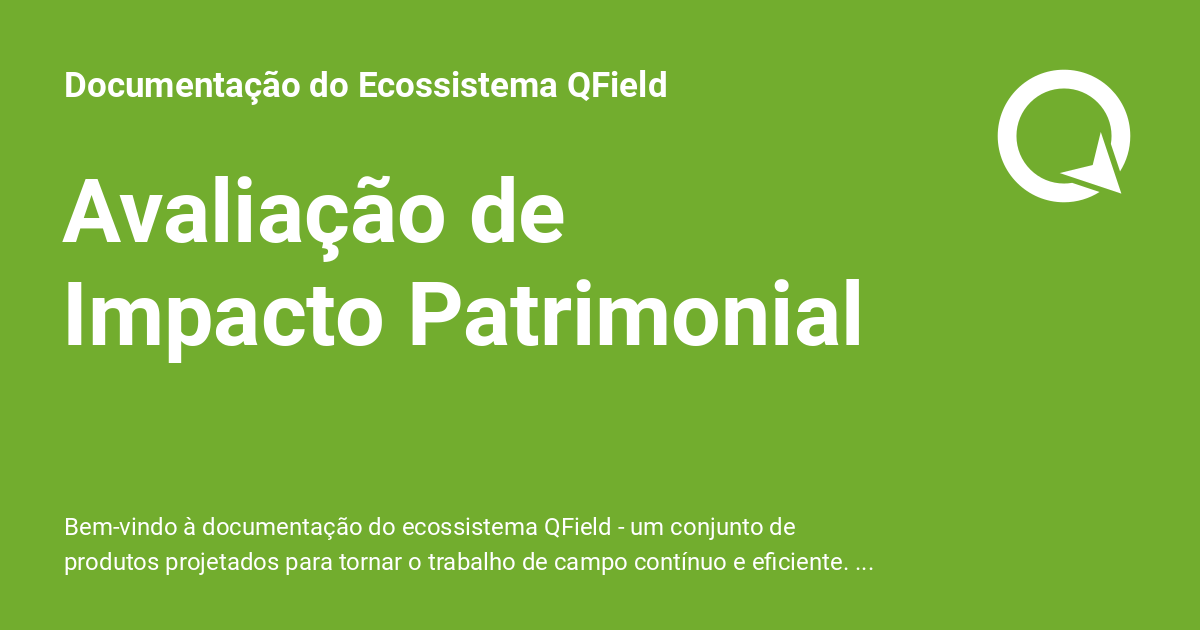 Documentação do Ecossistema QField
Avaliação de
Impacto Patrimonial
Bem-vindo à documentação do ecossistema QField - um conjunto de
produtos projetados para tornar o trabalho de campo contínuo e eficiente. ...